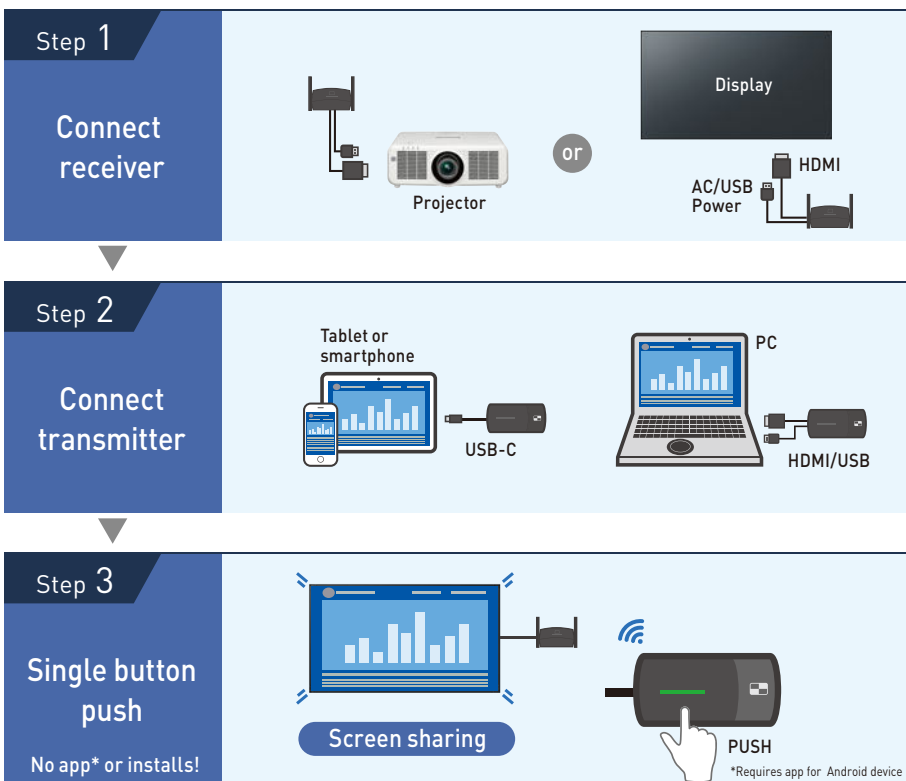 Step 1
Connect
receiver
Projector
or
Display
HDMI
AC/USB
Power
Step 2
Connect
transmitter
Tablet or
smartphone
USB-C
PC
HDMI/USB
Step 3
Single button
push
No app* or installs!
Screen sharing
PUSH
*Requires app for Android device